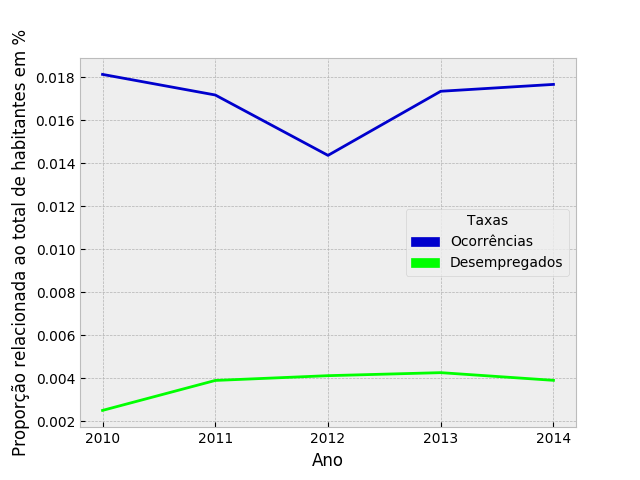 Proporção relacionada ao total de habitantes em %
0.018
0.016
0.014
0.012
0.010
0.008
0.006
0.004
0.002
Taxas
Ocorrências
Desempregados
2010 2011 2012 2013 2014
Ano